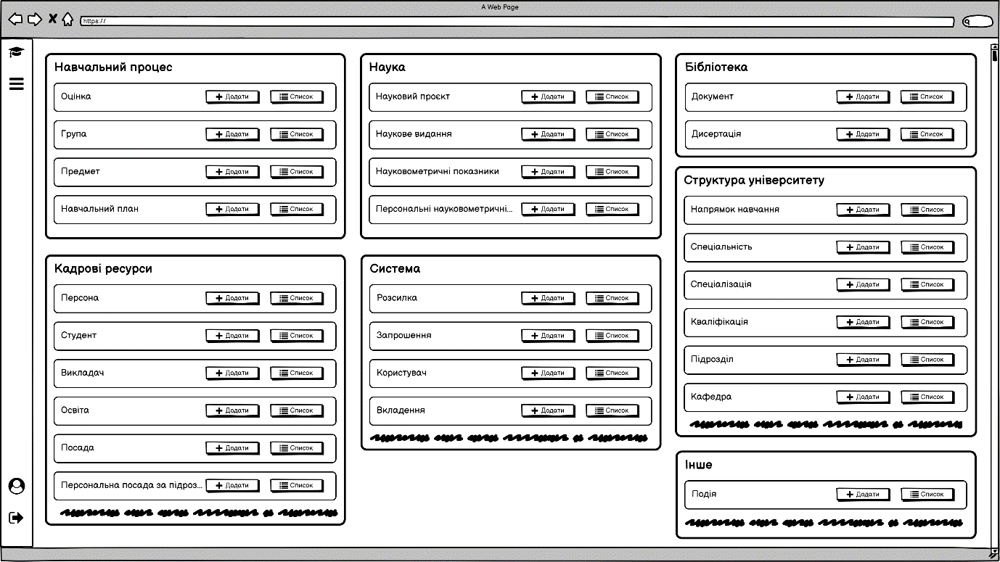 A Web Page
https://
Навчальний процес
Оцінка
Додати
Список
Група
Додати
Список
Предмет
Додати
Список
Навчальний план
Додати
Список
Наука
Науковий проєкт
Додати
Список
Наукове видання
Додати
Список
Науковометричні показники
Додати
Список
Персональні науковометричні...
Додати
Список
Бібліотека
Документ
Додати
Список
Дисертація
Додати
Список
Структура університету
Напрямок навчання
Додати
Список
Спеціальність
Додати
Список
Спеціалізація
Додати
Список
Кваліфікація
Додати
Список
Підрозділ
Додати
Список
Кафедра
Додати
Список
Кадрові ресурси
Персона
Додати
Список
Студент
Додати
Список
Викладач
Додати
Список
Освіта
Додати
Список
Посада
Додати
Список
Персональна посада за підроз...
Додати
Список
Система
Розсилка
Додати
Список
Запрошення
Додати
Список
Користувач
Додати
Список
Вкладення
Додати
Список
Інше
Подія
Додати
Список